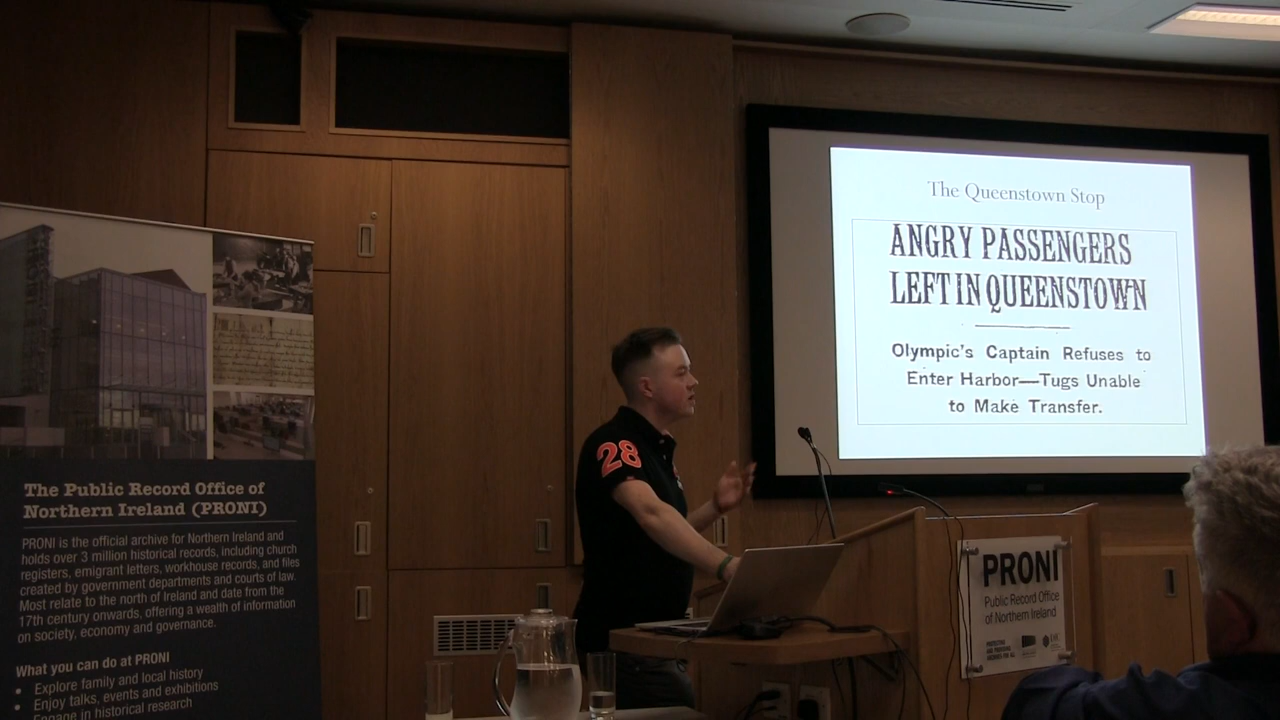 The Public Record Office of
Northern Ireland (PRONI)
PRONI is the official archive for Northern Ireland and
holds over 3 million historical records, including church
registers, emigrant letters, workhouse records, and files
created by government departments and courts of law.
Most relate to the north of Ireland and date from the
17th century onwards, offering a wealth of information
on society, economy and governance.
What you can do at PRONI
Explore family and local history
Enjoy talks, events and exhibitions
Engage in historical research
28
The Queenstown Stop
ANGRY PASSENGERS
LEFT IN QUEENSTOWN
Olympic's Captain Refuses to
Enter Harbor—Tugs Unable
to Make Transfer.
PRONI
Public Record Office
of Northern Ireland